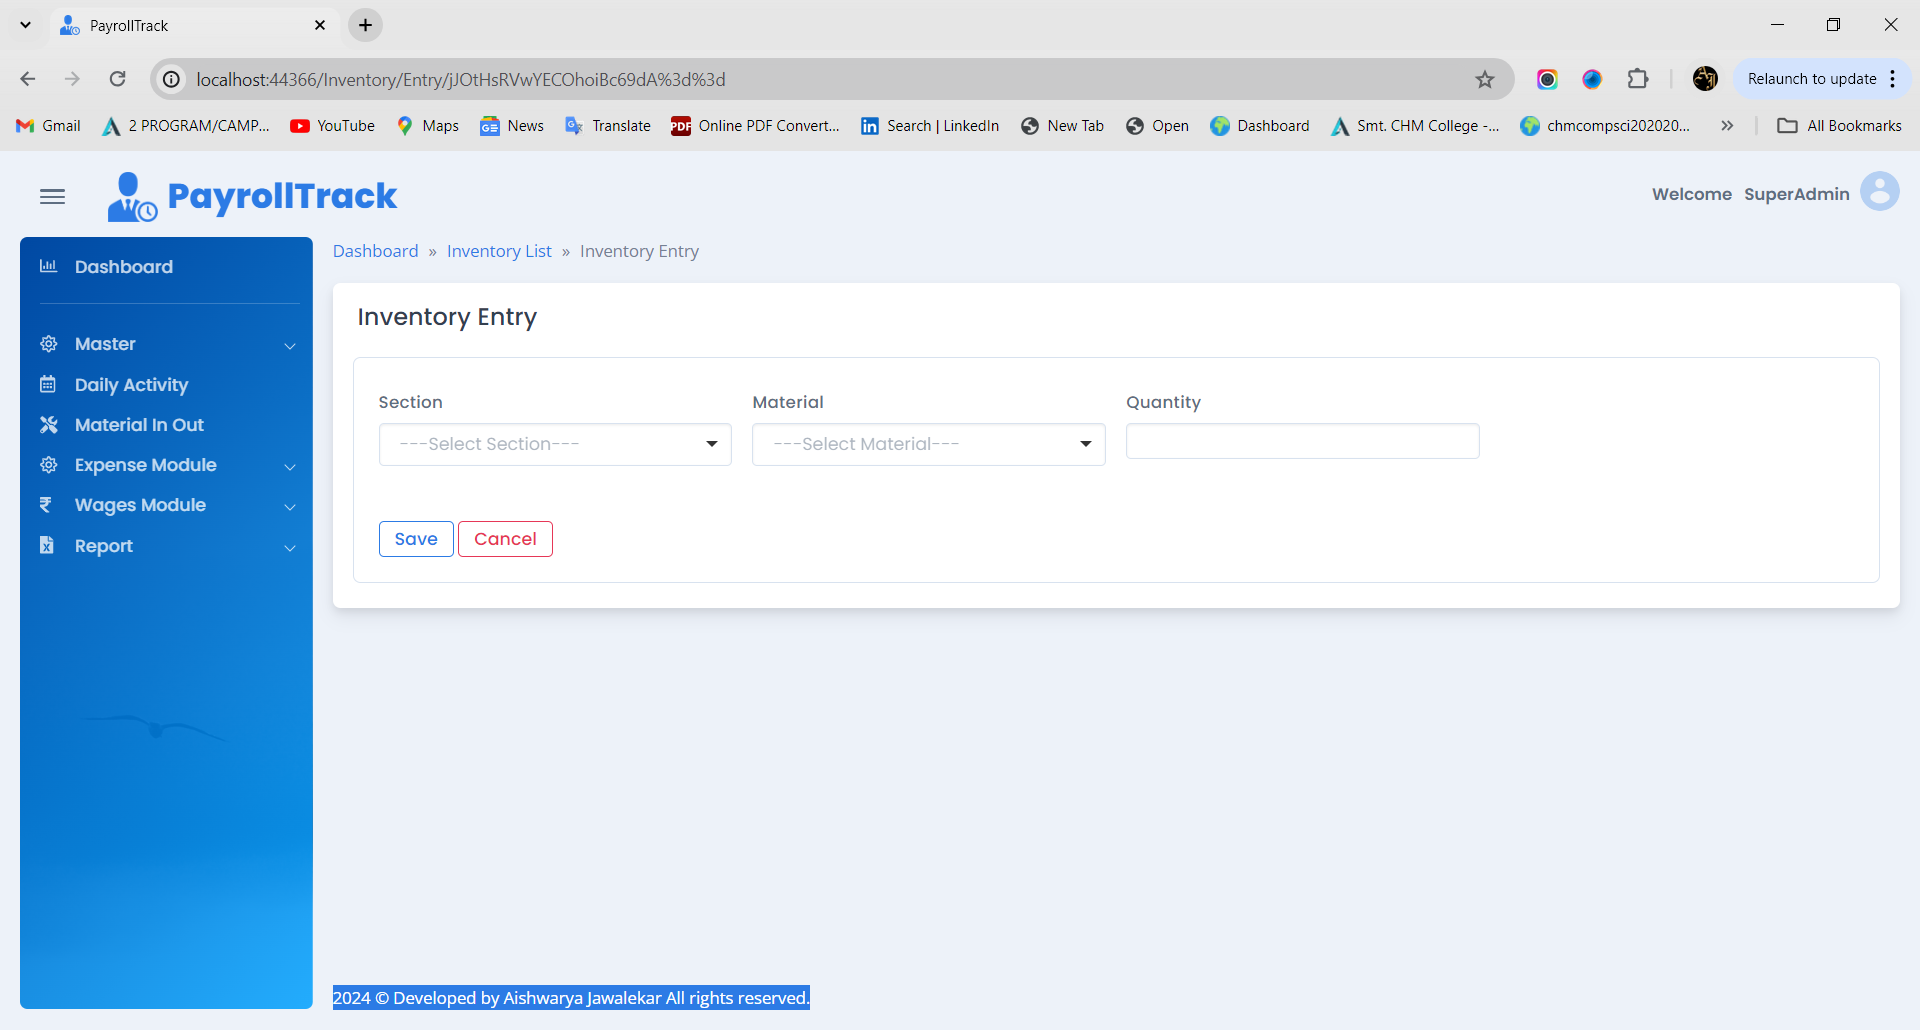 PayrollTrack
localhost:44366/Inventory/Entry/jJOtHsRVwYECOhoiBc69dA%3d%3d
Relaunch to update
Gmail
2 PROGRAM/CAMP...
YouTube
Maps
News
Translate
Online PDF Convert...
Search | LinkedIn
New Tab
Open
Dashboard
Smt. CHM College -...
chmcompsci202020...
All Bookmarks
PayrollTrack
Welcome SuperAdmin
Dashboard
Master
Daily Activity
Material In Out
Expense Module
Wages Module
Report
Dashboard » Inventory List » Inventory Entry
Inventory Entry
Section
---Select Section---
Material
---Select Material---
Quantity
Save
Cancel
2024 © Developed by Aishwarya Jawalekar All rights reserved.